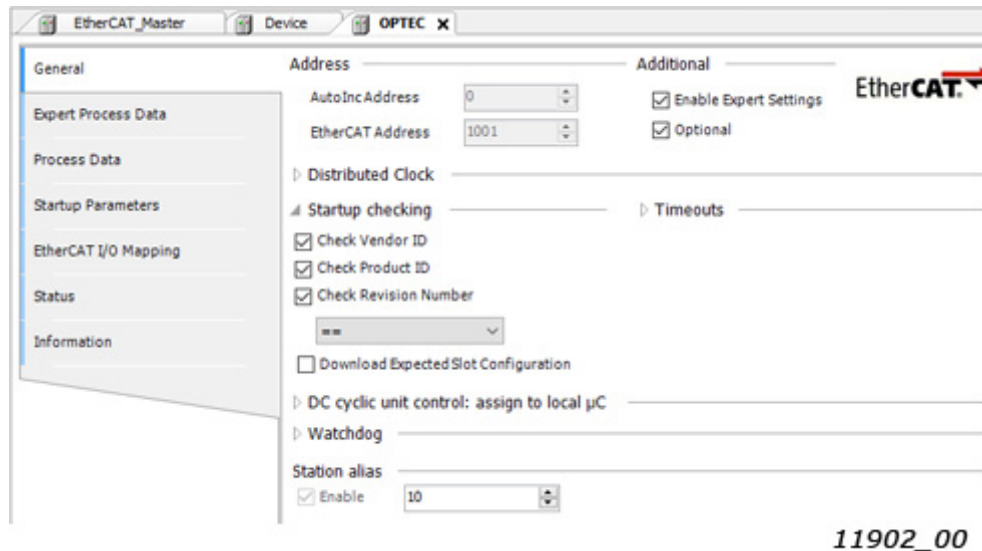 EtherCAT_Master Device OPTEC
General
Expert Process Data
Process Data
Startup Parameters
EtherCAT I/O Mapping
Status
Information
Address
AutoIncAddress 0
EtherCAT Address 1001
Additional
Enable Expert Settings
Optional
EtherCAT.
Distributed Clock
Startup checking
Check Vendor ID
Check Product ID
Check Revision Number
==
Download Expected Slot Configuration
Timeouts
DC cyclic unit control: assign to local µC
Watchdog
Station alias
Enable 10
11902_00